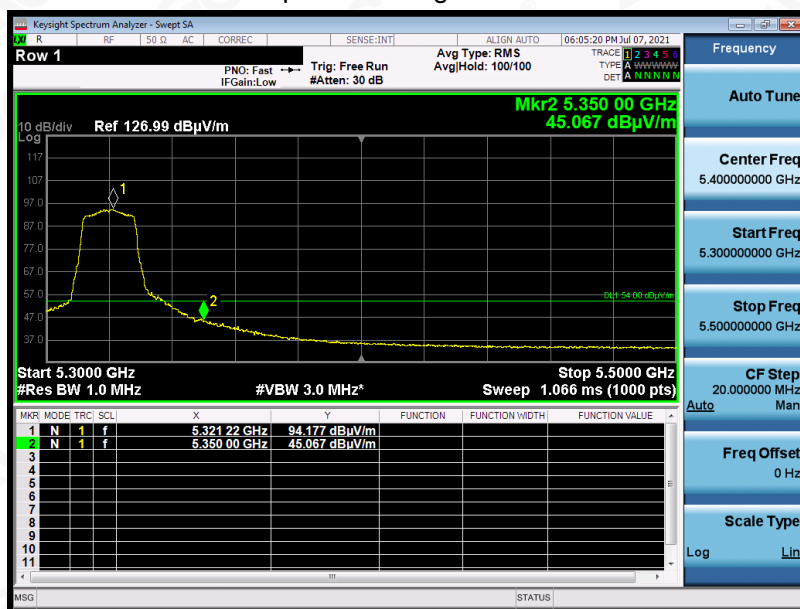 Keysight Spectrum Analyzer - Swept SA
LXI R RF 50 Ω AC CORREC SENSE:INT ALIGN AUTO 06:05:20 PM Jul 07, 2021
Row 1
PNO: Fast
IFGain:Low
Trig: Free Run
#Atten: 30 dB
Avg Type: RMS
Avg|Hold: 100/100
TRACE 1 2 3 4 5 6
TYPE A WWWWW
DET A N N N N N
Mkr2 5.350 00 GHz
45.067 dBµV/m
10 dB/div
Log
Ref 126.99 dBµV/m
117
107
97.0
87.0
77.0
67.0
57.0
47.0
37.0
1
2
DL1 54.00 dBµV/m
Start 5.3000 GHz
Stop 5.5000 GHz
#Res BW 1.0 MHz #VBW 3.0 MHz* Sweep 1.066 ms (1000 pts)
MKR MODE TRC SCL X Y FUNCTION FUNCTION WIDTH FUNCTION VALUE
1 N 1 f 5.321 22 GHz 94.177 dBµV/m
2 N 1 f 5.350 00 GHz 45.067 dBµV/m
3
4
5
6
7
8
9
10
11
MSG STATUS
Frequency
Auto Tune
Center Freq
5.400000000 GHz
Start Freq
5.300000000 GHz
Stop Freq
5.500000000 GHz
CF Step
20.000000 MHz
Auto Man
Freq Offset
0 Hz
Scale Type
Log Lin